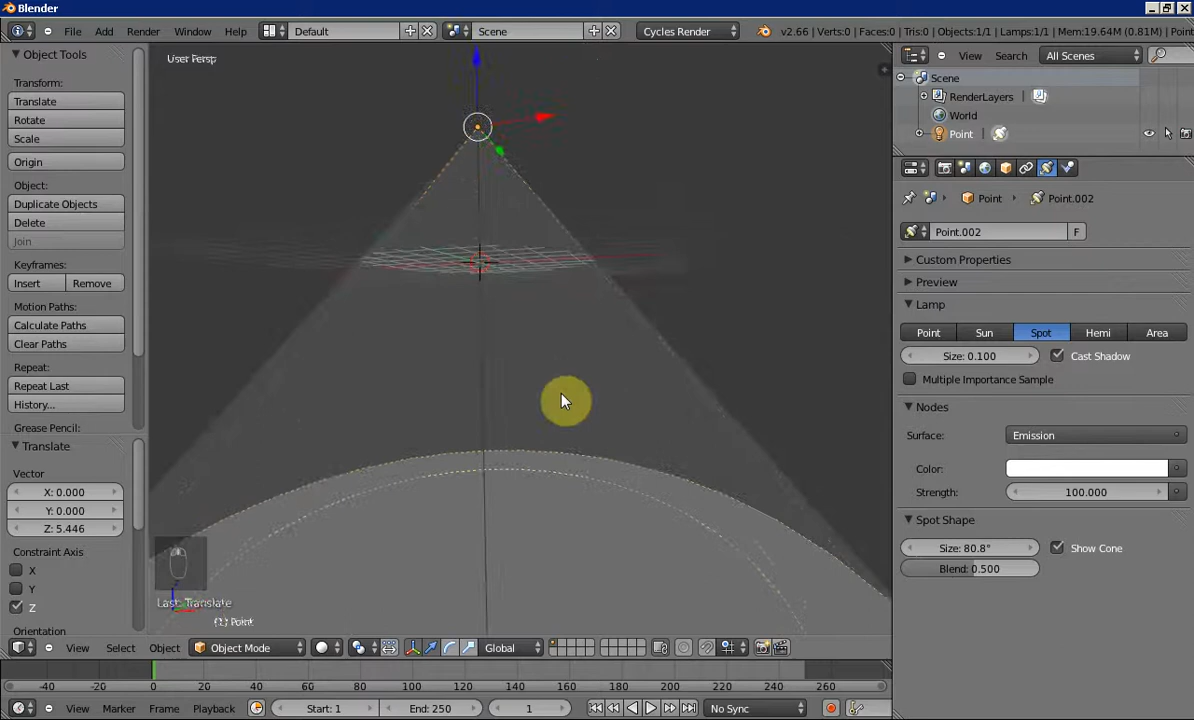 Blender
File Add Render Window Help Default Scene Cycles Render v2.66 | Verts:0 | Faces:0 | Tris:0 | Objects:1/1 | Lamps:1/1 | Mem:19.64M (0.81M) | Point
Object Tools
Transform:
Translate
Rotate
Scale
Origin
Object:
Duplicate Objects
Delete
Join
Keyframes:
Insert Remove
Motion Paths:
Calculate Paths
Clear Paths
Repeat:
Repeat Last
History...
Grease Pencil:
Translate
Vector
X: 0.000
Y: 0.000
Z: 5.446
Constraint Axis
X
Y
Z
Orientation
User Persp
Last: Translate
(1) Point
View Select Object Object Mode Global
-40 -20 0 20 40 60 80 100 120 140 160 180 200 220 240 260
View Marker Frame Playback Start: 1 End: 250 1 No Sync
View Search All Scenes
Scene
RenderLayers
World
Point
Point Point.002
Point.002 F
Custom Properties
Preview
Lamp
Point Sun Spot Hemi Area
Size: 0.100 Cast Shadow
Multiple Importance Sample
Nodes
Surface: Emission
Color:
Strength: 100.000
Spot Shape
Size: 80.8° Show Cone
Blend: 0.500